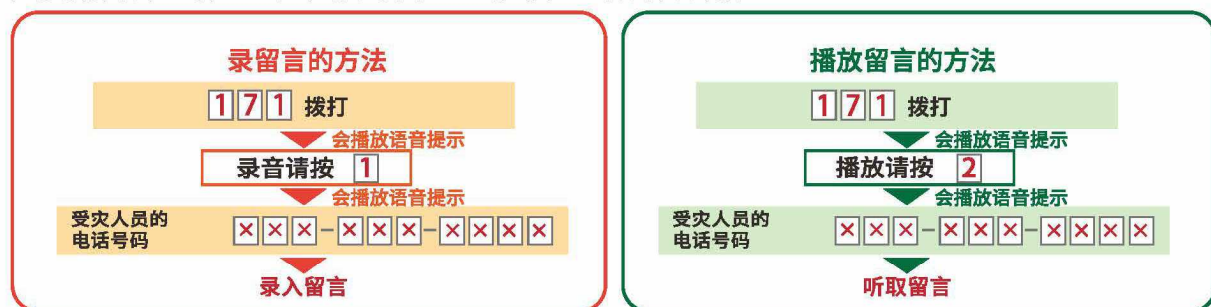 录留言的方法
171 拨打
会播放语音提示
录音请按 1
会播放语音提示
受灾人员的
电话号码
×××-×××-××××
录入留言
播放留言的方法
171 拨打
会播放语音提示
播放请按 2
会播放语音提示
受灾人员的
电话号码
×××-×××-××××
听取留言